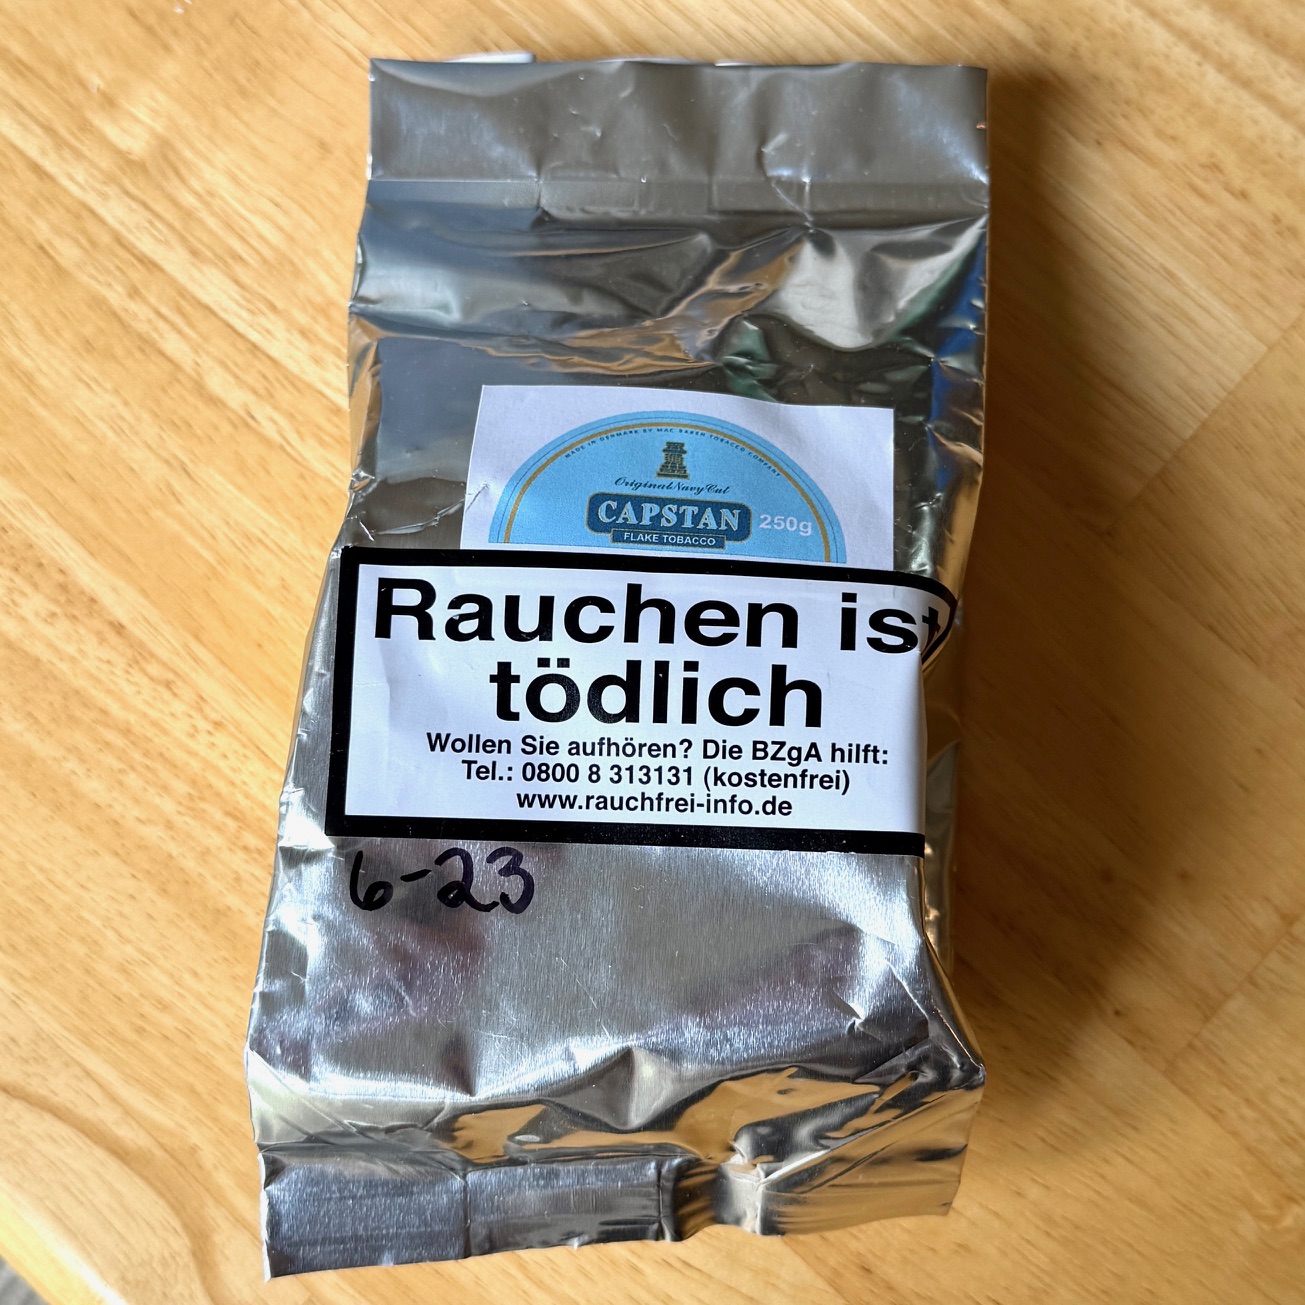 MADE IN DENMARK BY MAC BAREN TOBACCO COMPANY
Original Navy Cut
CAPSTAN 250g
FLAKE TOBACCO
Rauchen ist
tödlich
Wollen Sie aufhören? Die BZgA hilft:
Tel.: 0800 8 313131 (kostenfrei)
www.rauchfrei-info.de
6-23